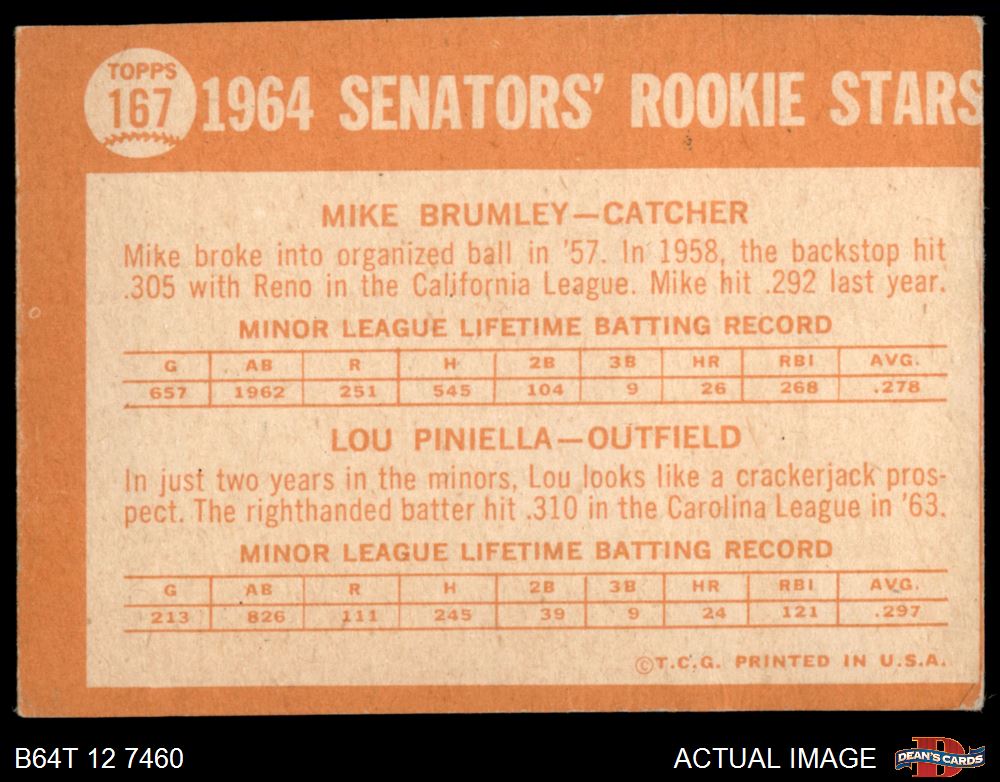 TOPPS
167
1964 SENATORS' ROOKIE STARS
MIKE BRUMLEY—CATCHER
Mike broke into organized ball in '57. In 1958, the backstop hit
.305 with Reno in the California League. Mike hit .292 last year.
MINOR LEAGUE LIFETIME BATTING RECORD
G AB R H 2B 3B HR RBI AVG.
657 1962 251 545 104 9 26 268 .278
LOU PINIELLA—OUTFIELD
In just two years in the minors, Lou looks like a crackerjack pros-
pect. The righthanded batter hit .310 in the Carolina League in '63.
MINOR LEAGUE LIFETIME BATTING RECORD
G AB R H 2B 3B HR RBI AVG.
213 826 111 245 39 9 24 121 .297
©T.C.G. PRINTED IN U.S.A.
B64T 12 7460
ACTUAL IMAGE
D
DEAN'S CARDS